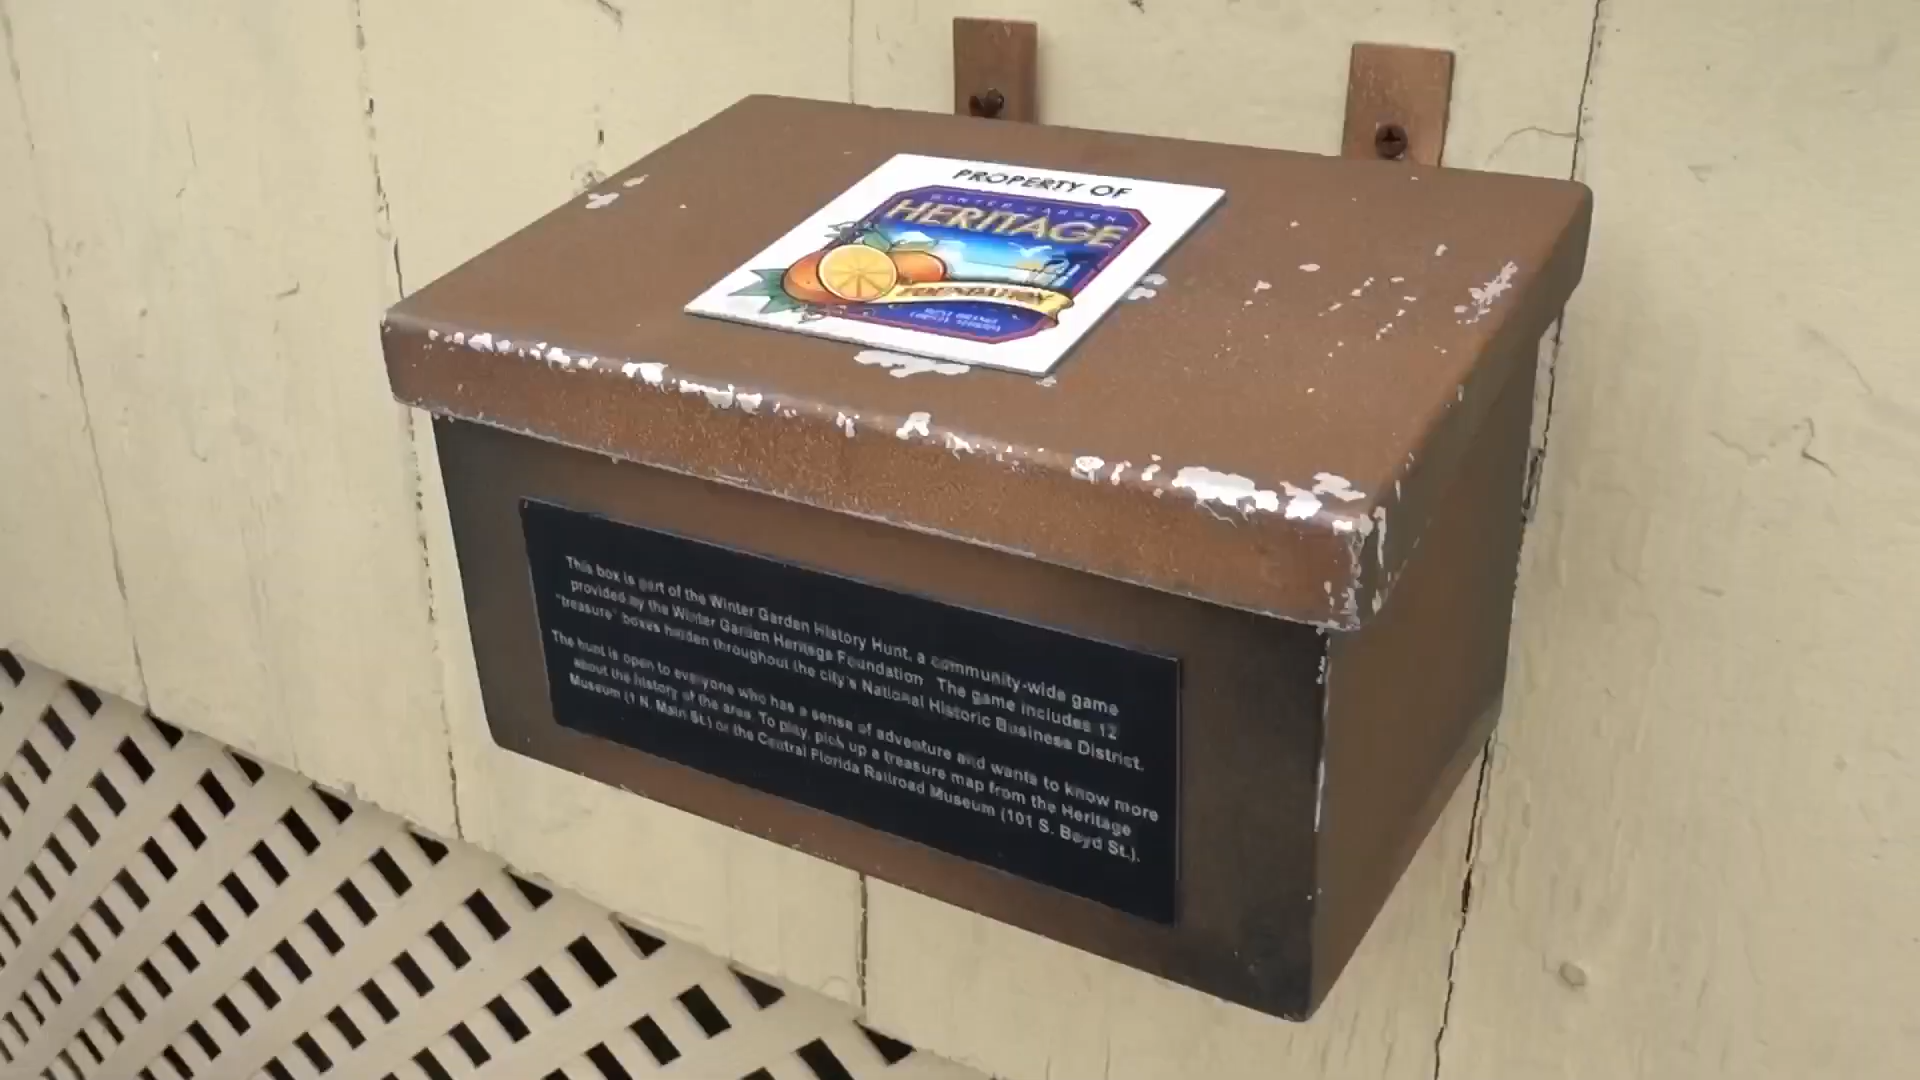 PROPERTY OF
WINTER GARDEN
HERITAGE
FOUNDATION
This box is part of the Winter Garden History Hunt, a community-wide game
provided by the Winter Garden Heritage Foundation. The game includes 12
"treasure" boxes hidden throughout the city's National Historic Business District.
The hunt is open to everyone who has a sense of adventure and wants to know more
about the history of the area. To play, pick up a treasure map from the Heritage
Museum (1 N. Main St.) or the Central Florida Railroad Museum (101 S. Boyd St.).